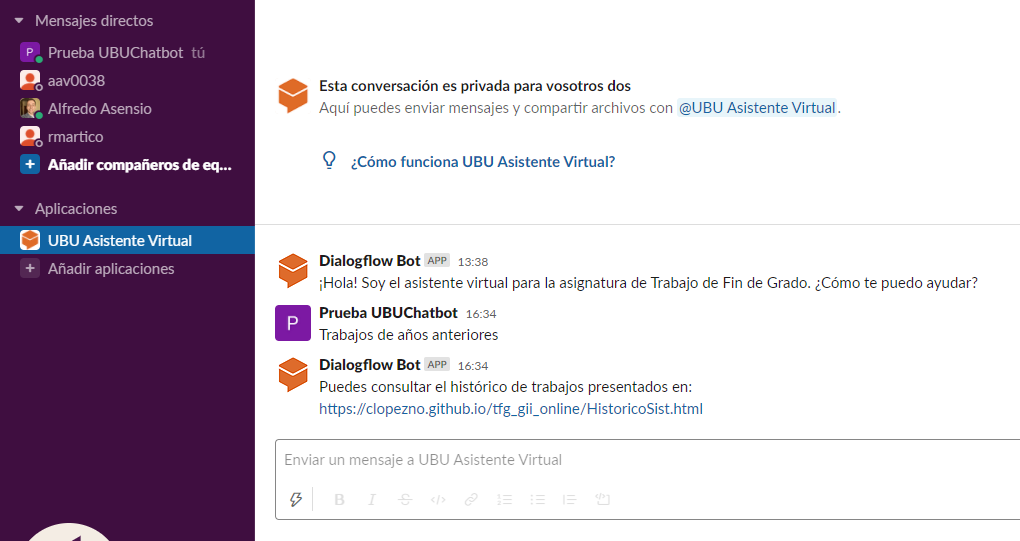 Mensajes directos
P Prueba UBUChatbot tú
aav0038
Alfredo Asensio
rmartico
+ Añadir compañeros de eq...
Aplicaciones
UBU Asistente Virtual
+ Añadir aplicaciones
Esta conversación es privada para vosotros dos
Aquí puedes enviar mensajes y compartir archivos con @UBU Asistente Virtual.
¿Cómo funciona UBU Asistente Virtual?
Dialogflow Bot APP 13:38
¡Hola! Soy el asistente virtual para la asignatura de Trabajo de Fin de Grado. ¿Cómo te puedo ayudar?
P Prueba UBUChatbot 16:34
Trabajos de años anteriores
Dialogflow Bot APP 16:34
Puedes consultar el histórico de trabajos presentados en:
https://clopezno.github.io/tfg_gii_online/HistoricoSist.html
Enviar un mensaje a UBU Asistente Virtual
B I S </>